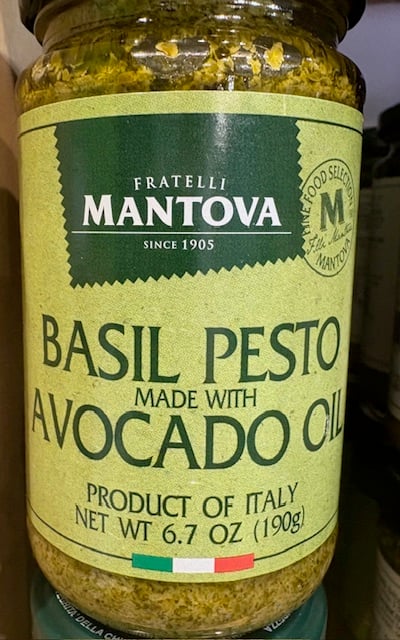 FRATELLI
MANTOVA
SINCE 1905
FINE FOOD SELECTION
M
MANTOVA
BASIL PESTO
MADE WITH
AVOCADO OIL
PRODUCT OF ITALY
NET WT 6.7 OZ (190g)